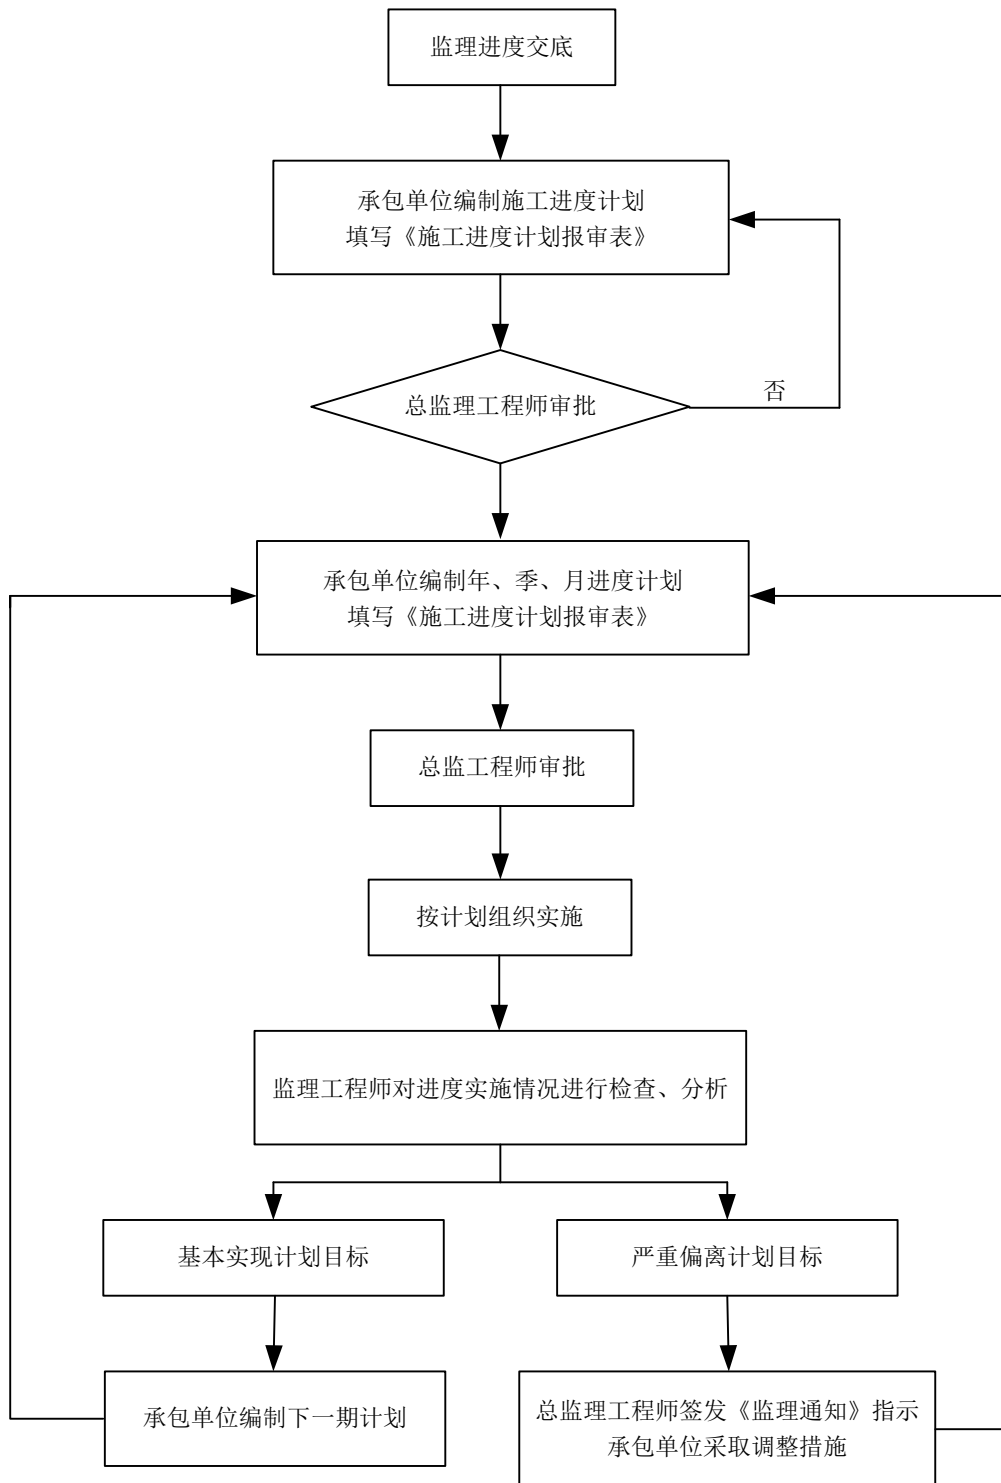 监理进度交底
承包单位编制施工进度计划
填写《施工进度计划报审表》
总监理工程师审批
否
承包单位编制年、季、月进度计划
填写《施工进度计划报审表》
总监工程师审批
按计划组织实施
监理工程师对进度实施情况进行检查、分析
基本实现计划目标
严重偏离计划目标
承包单位编制下一期计划
总监理工程师签发《监理通知》指示
承包单位采取调整措施